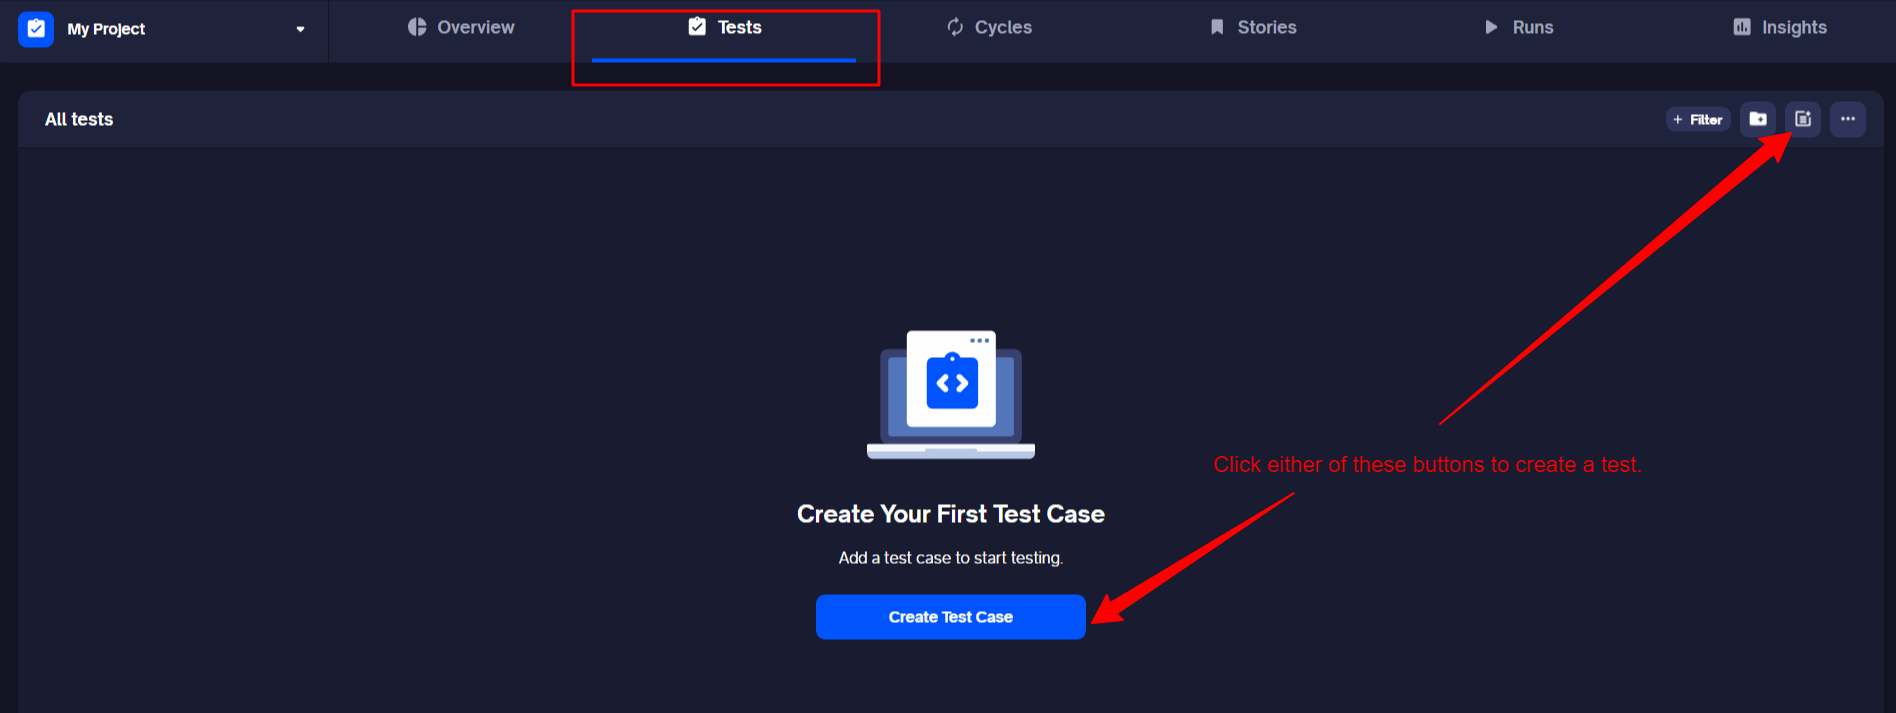 My Project
Overview
Tests
Cycles
Stories
Runs
Insights
All tests
+ Filter
Click either of these buttons to create a test.
Create Your First Test Case
Add a test case to start testing.
Create Test Case